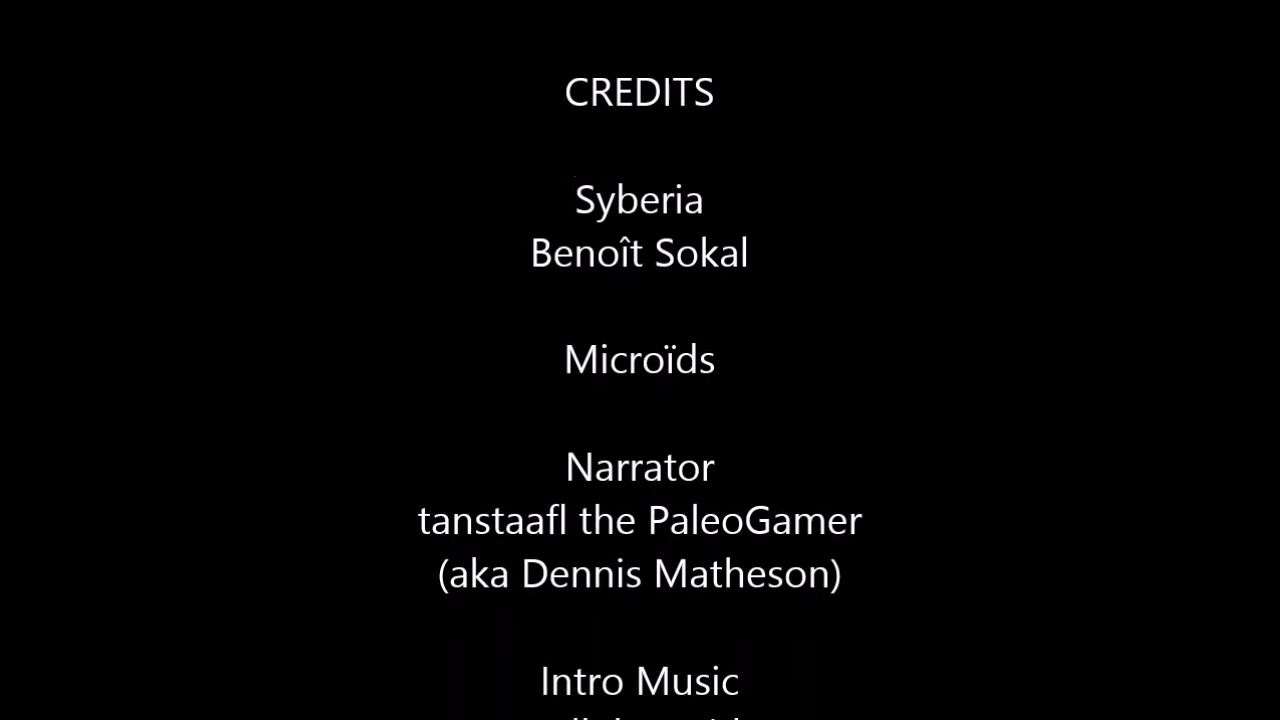 CREDITS
Syberia
Benoît Sokal
Microïds
Narrator
tanstaafl the PaleoGamer
(aka Dennis Matheson)
Intro Music